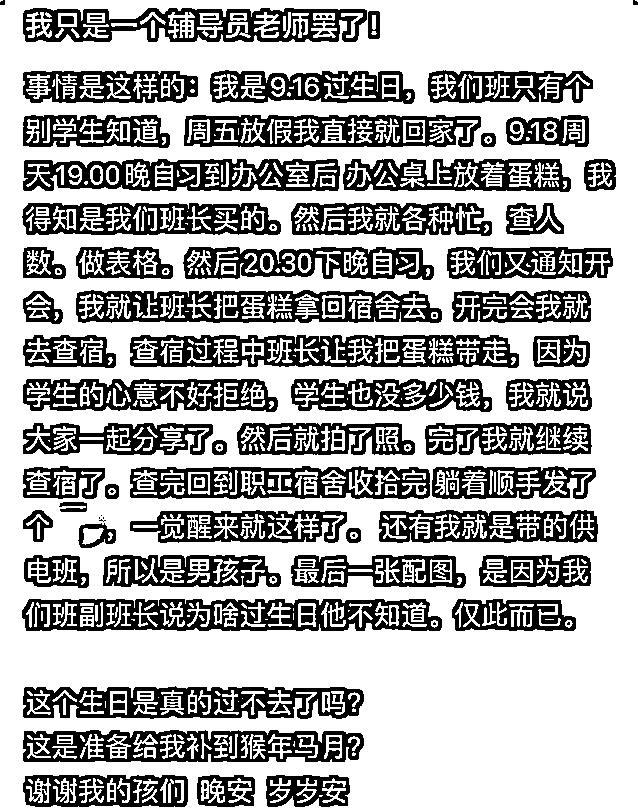 我只是一个辅导员老师罢了！
事情是这样的：我是9.16过生日，我们班只有个
别学生知道，周五放假我直接就回家了。9.18周
天19.00晚自习到办公室后 办公桌上放着蛋糕，我
得知是我们班长买的。然后我就各种忙，查人
数。做表格。然后20.30下晚自习，我们又通知开
会，我就让班长把蛋糕拿回宿舍去。开完会我就
去查宿，查宿过程中班长让我把蛋糕带走，因为
学生的心意不好拒绝，学生也没多少钱，我就说
大家一起分享了。然后就拍了照。完了我就继续
查宿了。查完回到职工宿舍收拾完 躺着顺手发了
个 ，一觉醒来就这样了。 还有我就是带的供
电班，所以是男孩子。最后一张配图，是因为我
们班副班长说为啥过生日他不知道。仅此而已。
这个生日是真的过不去了吗？
这是准备给我补到猴年马月？
谢谢我的孩们 晚安 岁岁安